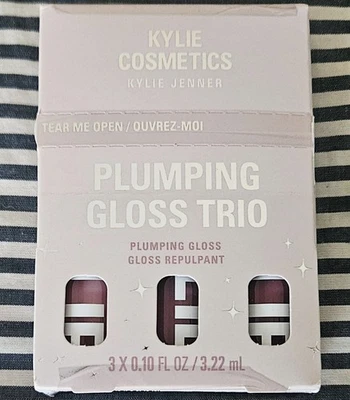 KYLIE
COSMETICS
KYLIE JENNER
TEAR ME OPEN / OUVREZ-MOI
PLUMPING
GLOSS TRIO
PLUMPING GLOSS
GLOSS REPULPANT
3 X 0.10 FL OZ / 3.22 mL